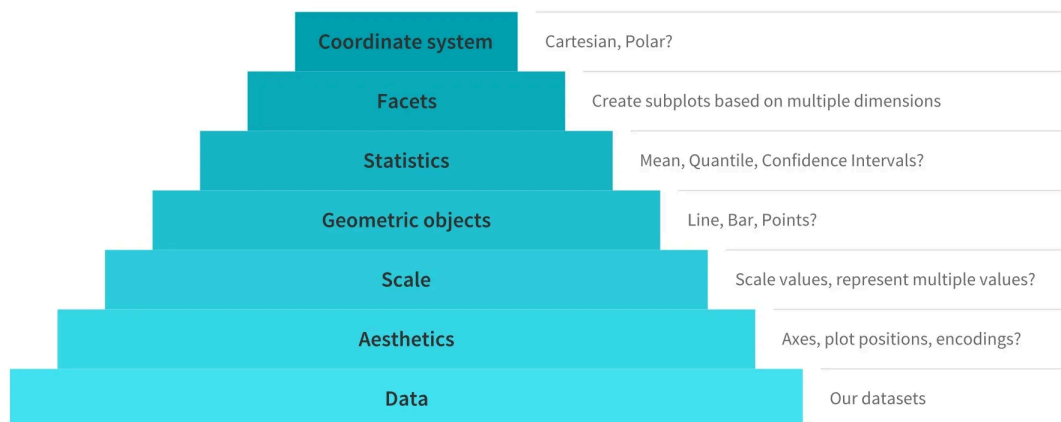 Coordinate system Cartesian, Polar?
Facets Create subplots based on multiple dimensions
Statistics Mean, Quantile, Confidence Intervals?
Geometric objects Line, Bar, Points?
Scale Scale values, represent multiple values?
Aesthetics Axes, plot positions, encodings?
Data Our datasets